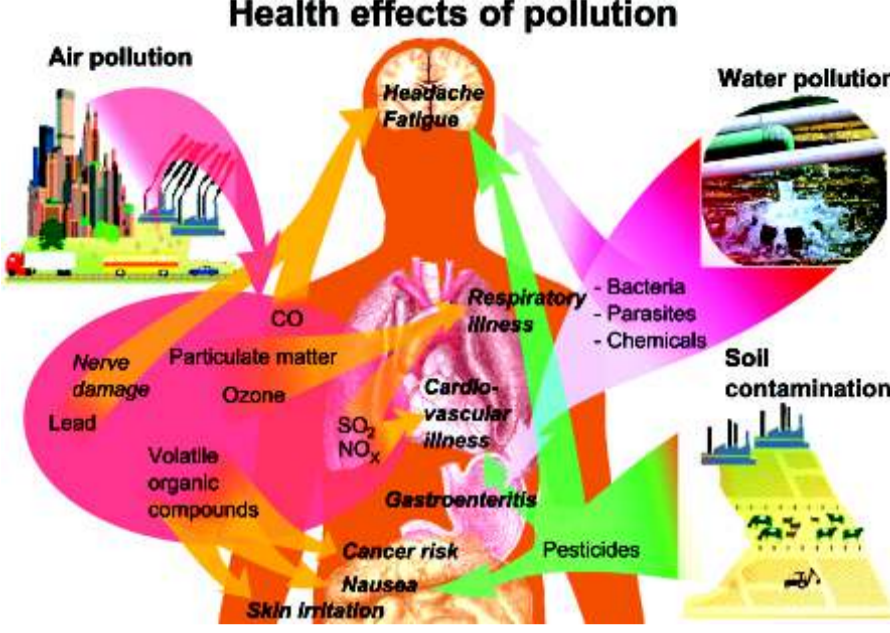 Health effects of pollution
Air pollution
Water pollution
Headache
Fatigue
CO
Particulate matter
Ozone
Nerve
damage
Lead
SO2
NOx
Volatile
organic
compounds
Respiratory
illness
Cardio-
vascular
illness
Gastroenteritis
Cancer risk
Nausea
Skin irritation
- Bacteria
- Parasites
- Chemicals
Soil
contamination
Pesticides